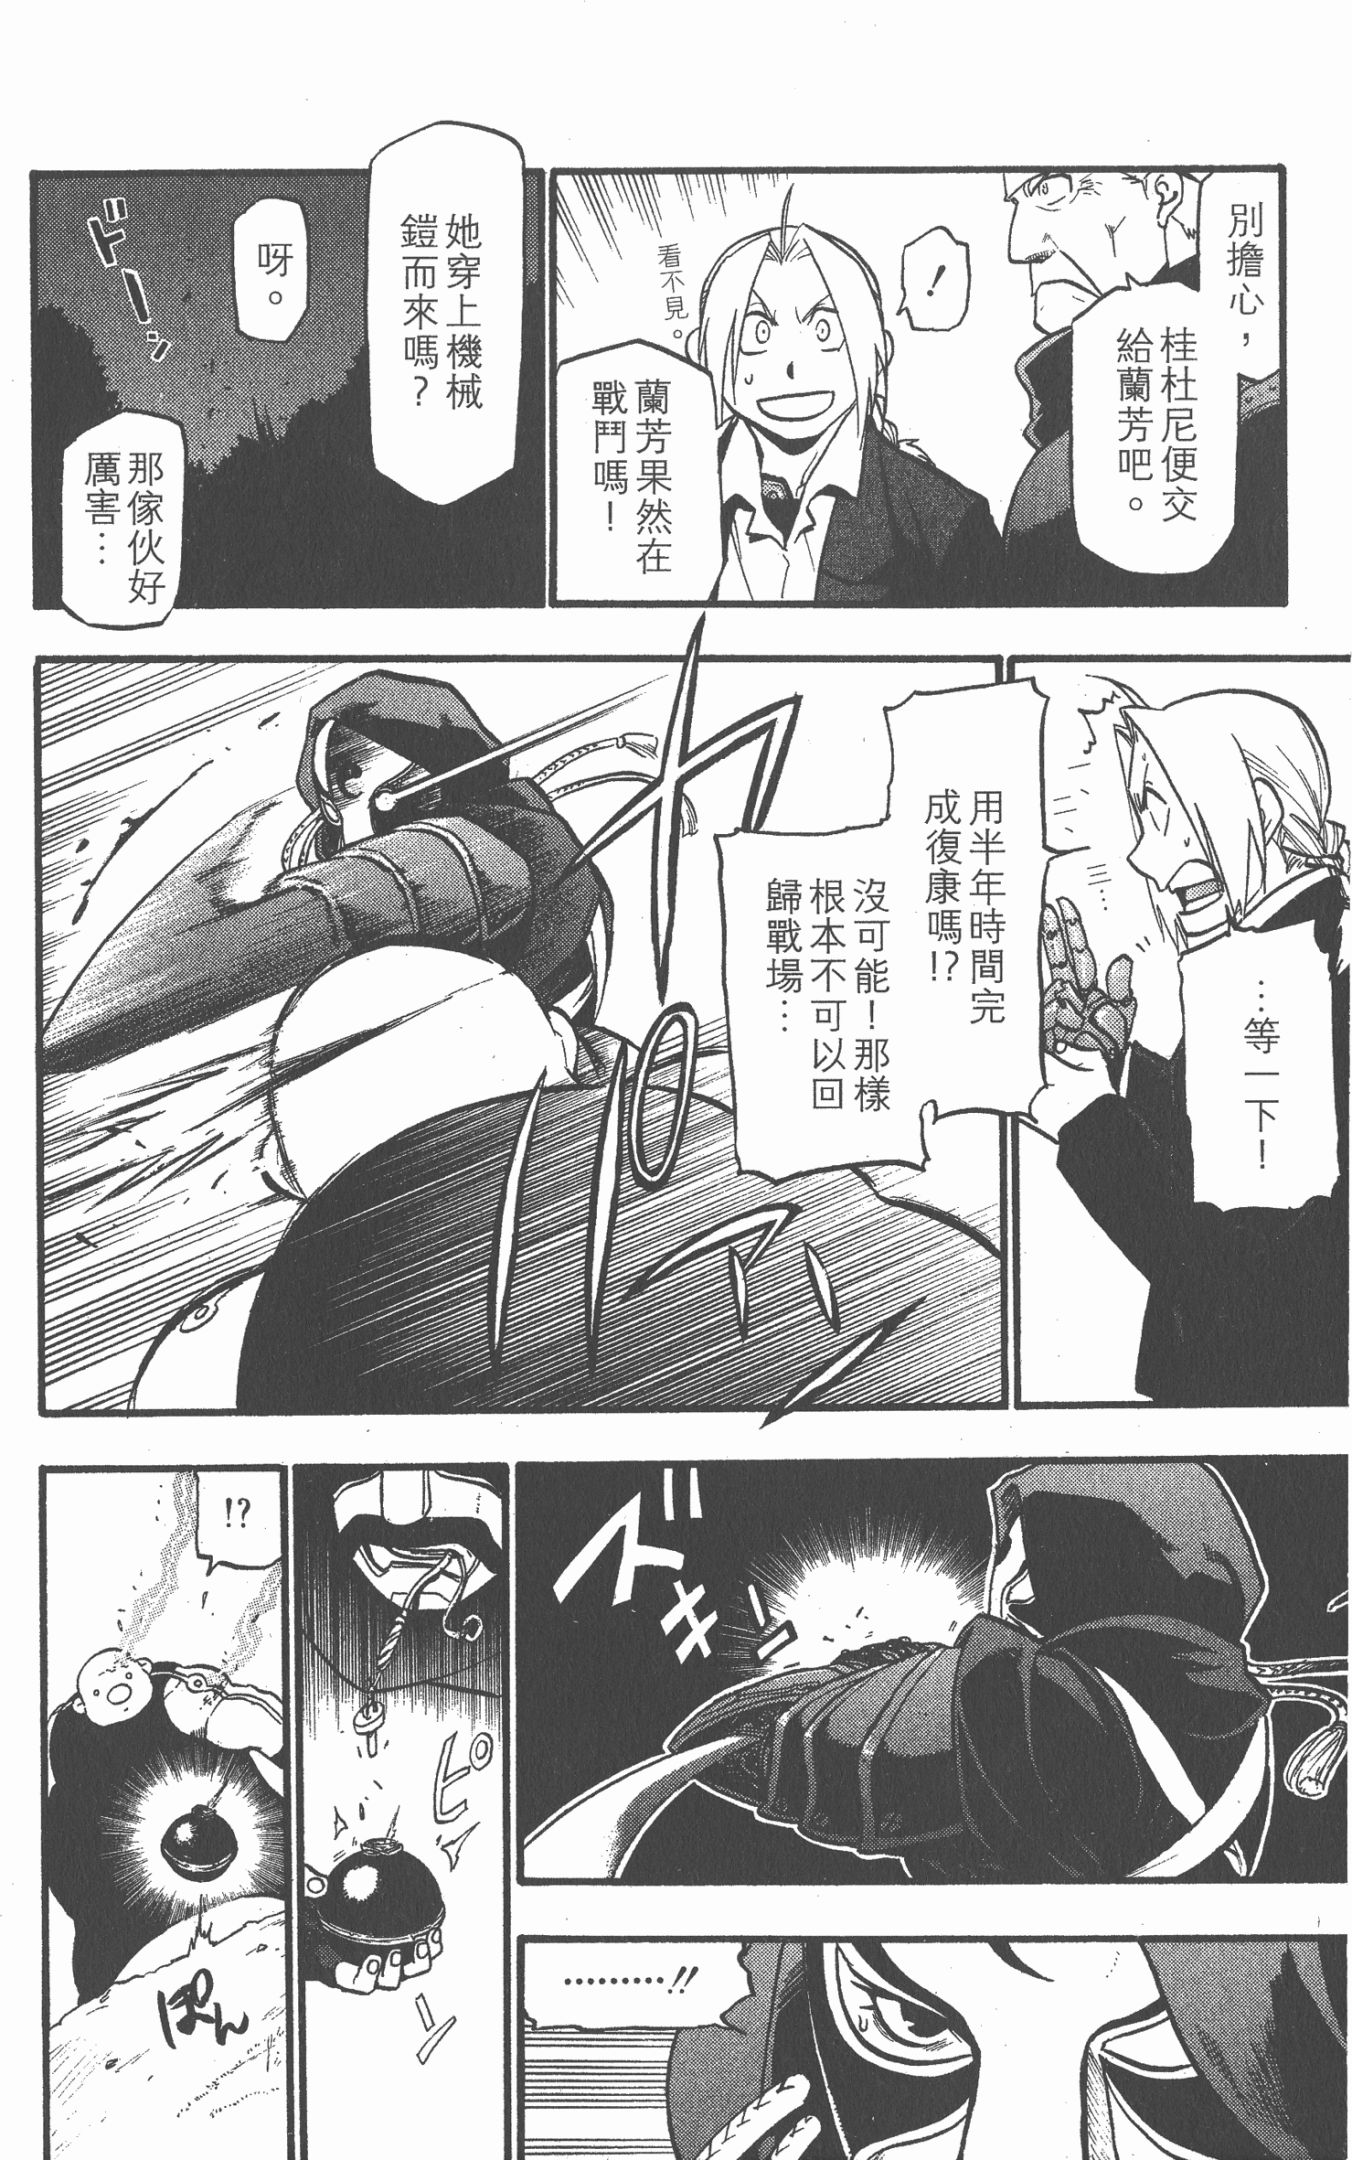 別擔心，
桂杜尼便交
給蘭芳吧。
！
看不見。
蘭芳果然在
戰鬥嗎！
她穿上機械
鎧而來嗎？
呀。
ドーン
那傢伙好
厲害…
…等一下！
用半年時間完
成復康嗎!?
沒可能！那樣
根本不可以回
歸戰場…
ズキン
………!!
ピン
!?
ぽん